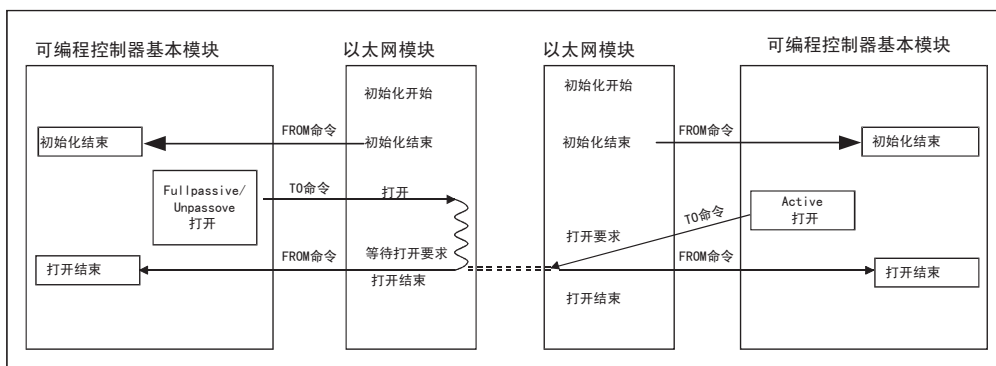 可编程控制器基本模块
以太网模块
以太网模块
可编程控制器基本模块
初始化开始
初始化开始
初始化结束
FROM命令
初始化结束
初始化结束
FROM命令
初始化结束
Fullpassive/
Unpassove
打开
TO命令
打开
TO命令
Active
打开
等待打开要求
打开要求
打开结束
FROM命令
打开结束
FROM命令
打开结束
打开结束